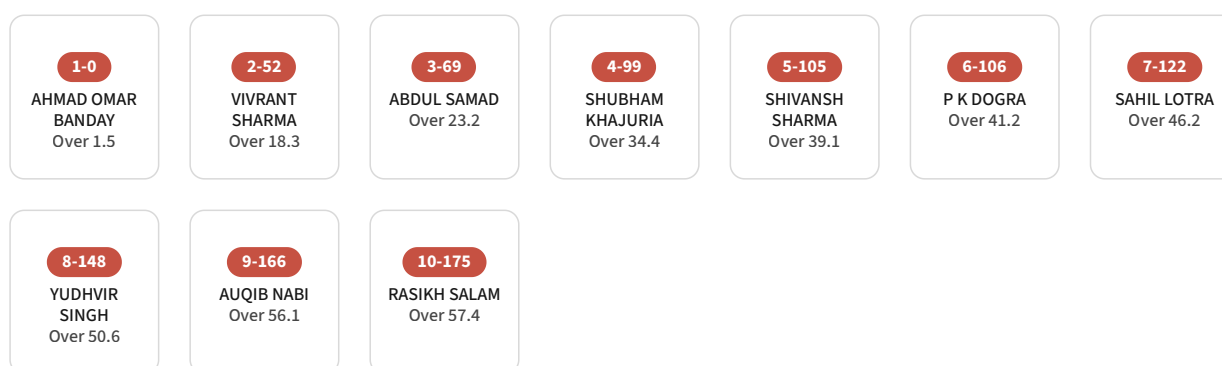 1-0
AHMAD OMAR
BANDAY
Over 1.5
2-52
VIVRANT
SHARMA
Over 18.3
3-69
ABDUL SAMAD
Over 23.2
4-99
SHUBHAM
KHAJURIA
Over 34.4
5-105
SHIVANSH
SHARMA
Over 39.1
6-106
P K DOGRA
Over 41.2
7-122
SAHIL LOTRA
Over 46.2
8-148
YUDHVIR
SINGH
Over 50.6
9-166
AUQIB NABI
Over 56.1
10-175
RASIKH SALAM
Over 57.4